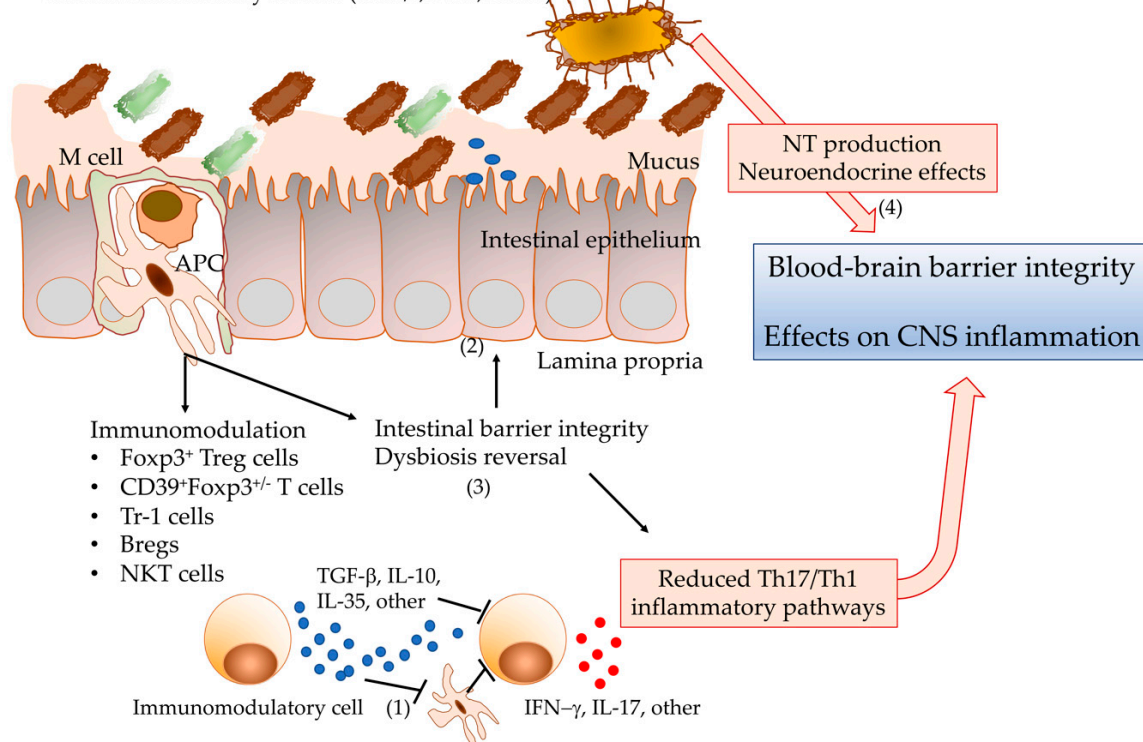 M cell
Mucus
APC
Intestinal epithelium
(2)
Lamina propria
NT production
Neuroendocrine effects
(4)
Blood-brain barrier integrity
Effects on CNS inflammation
Immunomodulation
• Foxp3⁺ Treg cells
• CD39⁺Foxp3⁺/⁻ T cells
• Tr-1 cells
• Bregs
• NKT cells
Intestinal barrier integrity
Dysbiosis reversal
(3)
TGF-β, IL-10,
IL-35, other
Reduced Th17/Th1
inflammatory pathways
Immunomodulatory cell
(1)
IFN–γ, IL-17, other